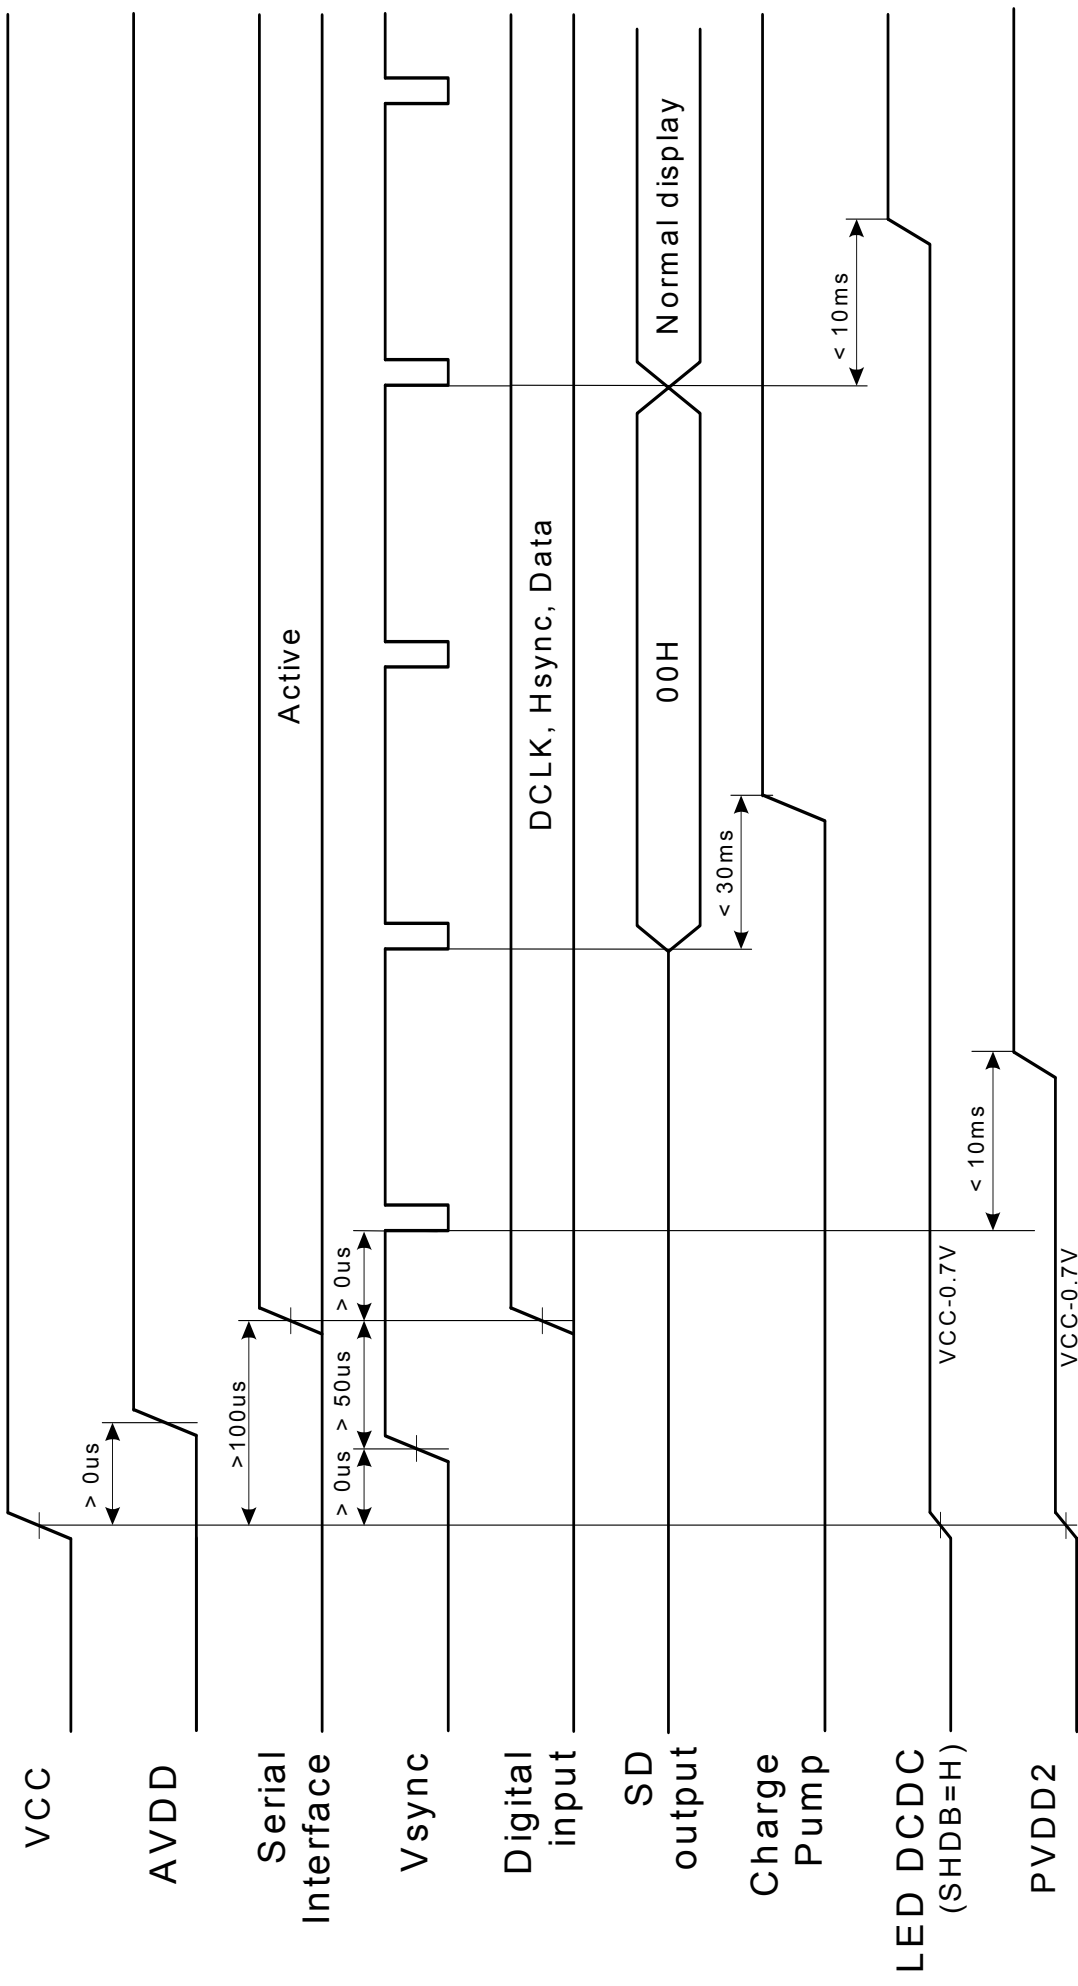 VCC
> 0us
AVDD
>100us
Serial
Interface
Active
> 0us
> 50us
> 0us
Vsync
Digital
input
DCLK, Hsync, Data
SD
output
00H
Normal display
< 30ms
Charge
Pump
< 10ms
LED DCDC
(SHDB=H)
VCC-0.7V
< 10ms
PVDD2
VCC-0.7V